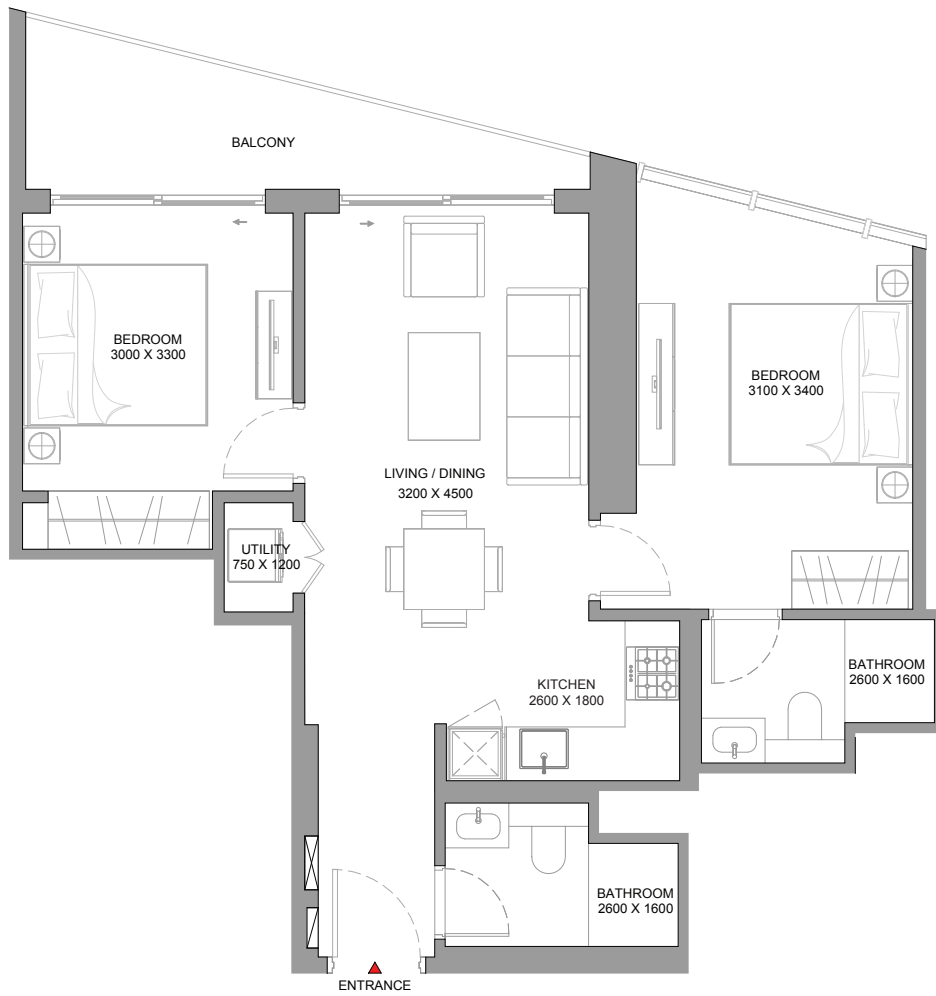 BALCONY
BEDROOM
3000 X 3300
BEDROOM
3100 X 3400
LIVING / DINING
3200 X 4500
UTILITY
750 X 1200
KITCHEN
2600 X 1800
BATHROOM
2600 X 1600
BATHROOM
2600 X 1600
ENTRANCE